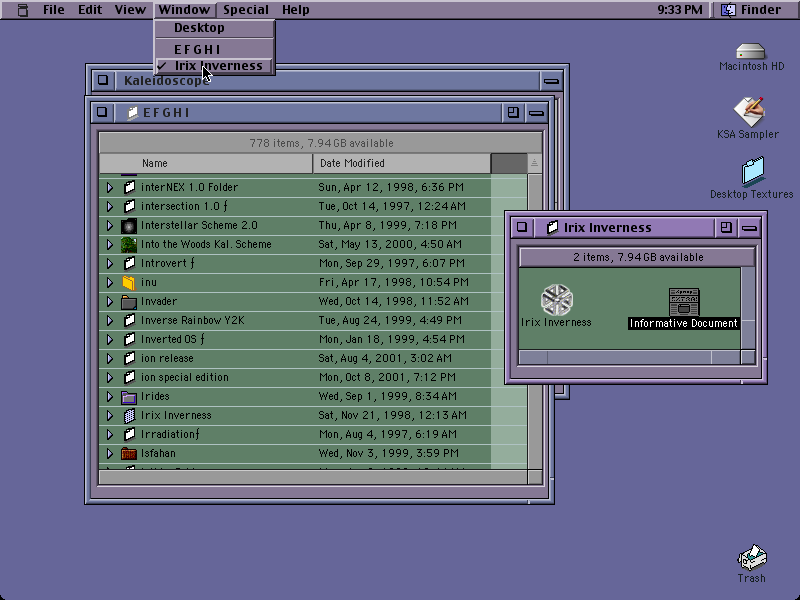 File Edit View Window Special Help 9:33 PM Finder
Desktop
E F G H I
Irix Inverness
Kaleidoscope
E F G H I
778 items, 7.94 GB available
Name Date Modified
interNEX 1.0 Folder Sun, Apr 12, 1998, 6:36 PM
intersection 1.0 ƒ Tue, Oct 14, 1997, 12:24 AM
Interstellar Scheme 2.0 Thu, Apr 8, 1999, 7:18 PM
Into the Woods Kal. Scheme Sat, May 13, 2000, 4:50 AM
Introvert ƒ Mon, Sep 29, 1997, 6:07 PM
inu Fri, Apr 17, 1998, 10:54 PM
Invader Wed, Oct 14, 1998, 11:52 AM
Inverse Rainbow Y2K Tue, Aug 24, 1999, 4:49 PM
Inverted OS ƒ Mon, Jan 18, 1999, 4:54 PM
ion release Sat, Aug 4, 2001, 3:02 AM
ion special edition Mon, Oct 8, 2001, 7:12 PM
Irides Wed, Sep 1, 1999, 8:34 AM
Irix Inverness Sat, Nov 21, 1998, 12:13 AM
Irradiationƒ Mon, Aug 4, 1997, 6:19 AM
Isfahan Wed, Nov 3, 1999, 3:59 PM
Irix Inverness
2 items, 7.94 GB available
Irix Inverness
Informative Document
Macintosh HD
KSA Sampler
Desktop Textures
Trash